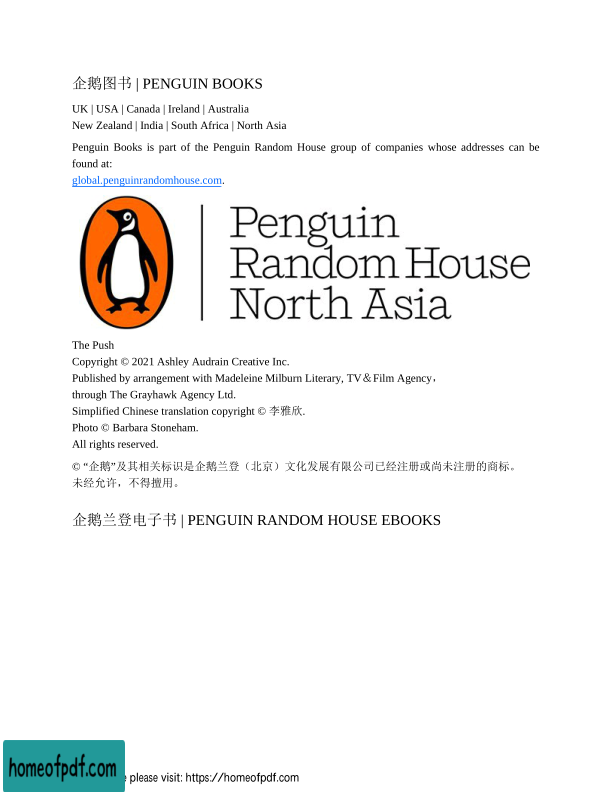 企鹅图书 | PENGUIN BOOKS
UK | USA | Canada | Ireland | Australia
New Zealand | India | South Africa | North Asia
Penguin Books is part of the Penguin Random House group of companies whose addresses can be
found at:
global.penguinrandomhouse.com.
Penguin
Random House
North Asia
The Push
Copyright © 2021 Ashley Audrain Creative Inc.
Published by arrangement with Madeleine Milburn Literary, TV＆Film Agency，
through The Grayhawk Agency Ltd.
Simplified Chinese translation copyright © 李雅欣.
Photo © Barbara Stoneham.
All rights reserved.
© “企鹅”及其相关标识是企鹅兰登（北京）文化发展有限公司已经注册或尚未注册的商标。
未经允许，不得擅用。
企鹅兰登电子书 | PENGUIN RANDOM HOUSE EBOOKS
homeofpdf.com
please visit: https://homeofpdf.com